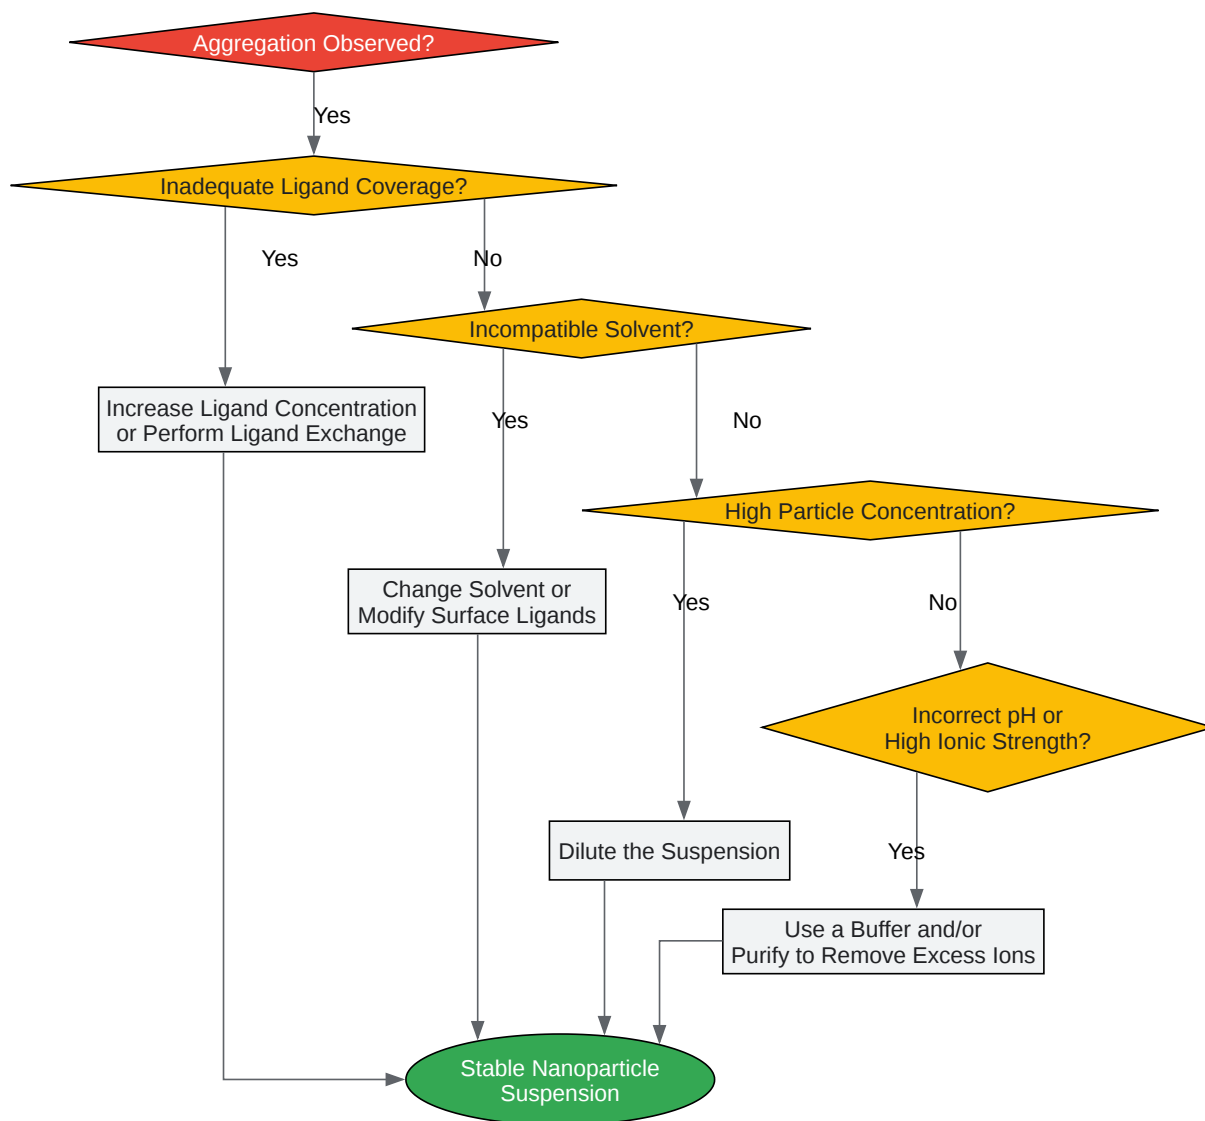 Aggregation Observed?
Yes
Inadequate Ligand Coverage?
Yes
No
Incompatible Solvent?
Increase Ligand Concentration
or Perform Ligand Exchange
Yes
No
High Particle Concentration?
Change Solvent or
Modify Surface Ligands
Yes
No
Incorrect pH or
High Ionic Strength?
Dilute the Suspension
Yes
Use a Buffer and/or
Purify to Remove Excess Ions
Stable Nanoparticle
Suspension